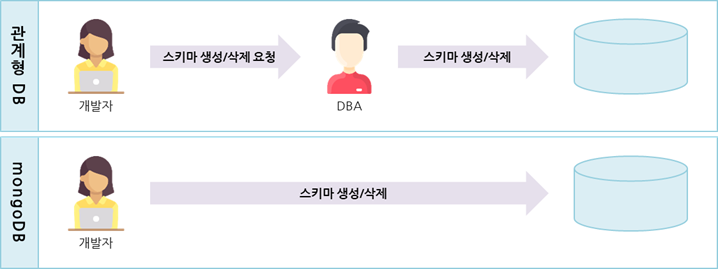 관계형 DB
스키마 생성/삭제 요청
스키마 생성/삭제
개발자
DBA
mongoDB
스키마 생성/삭제
개발자